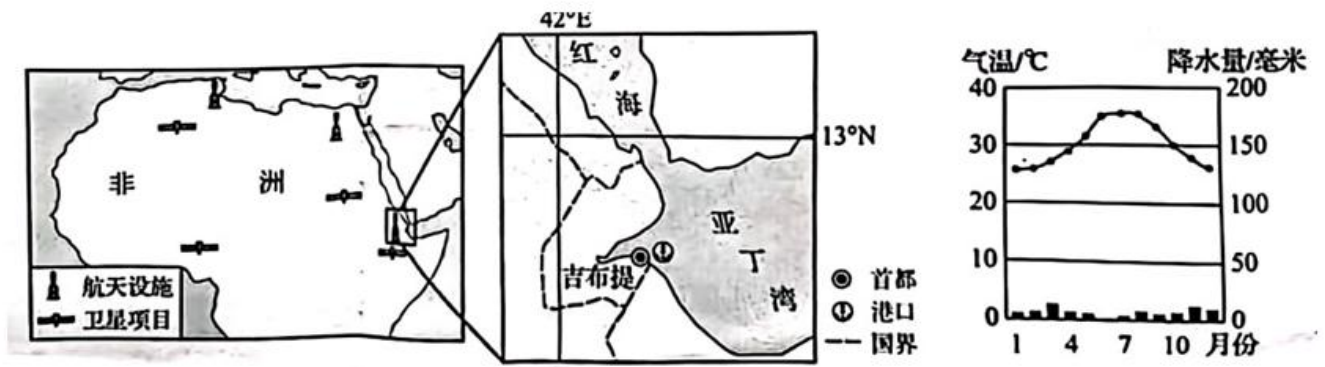 非 洲
航天设施
卫星项目
42°E
红
海
13°N
亚
丁
湾
吉布提
首都
港口
国界
气温/℃ 降水量/毫米
40 200
30 150
20 100
10 50
0 0
1 4 7 10 月份